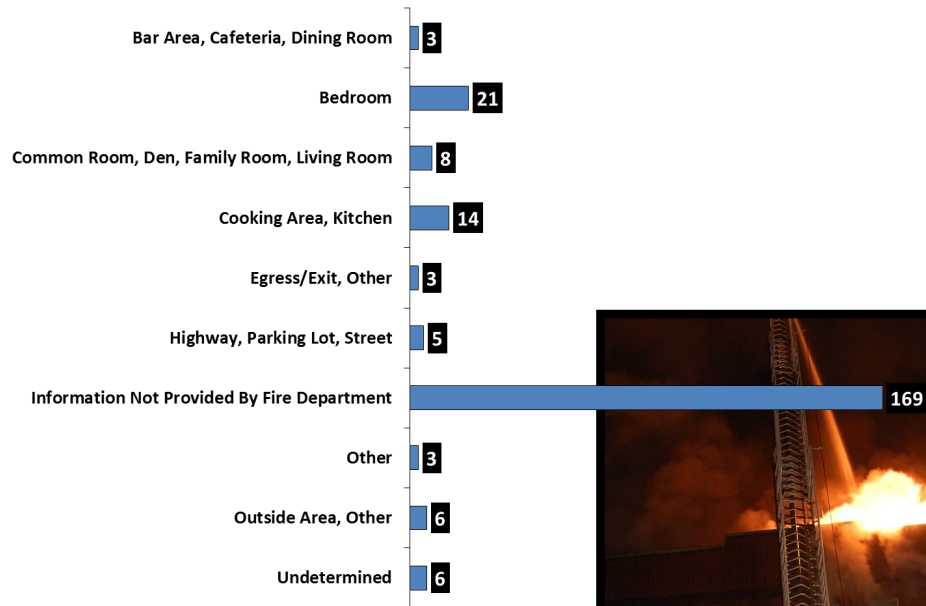 Bar Area, Cafeteria, Dining Room 3
Bedroom 21
Common Room, Den, Family Room, Living Room 8
Cooking Area, Kitchen 14
Egress/Exit, Other 3
Highway, Parking Lot, Street 5
Information Not Provided By Fire Department 169
Other 3
Outside Area, Other 6
Undetermined 6